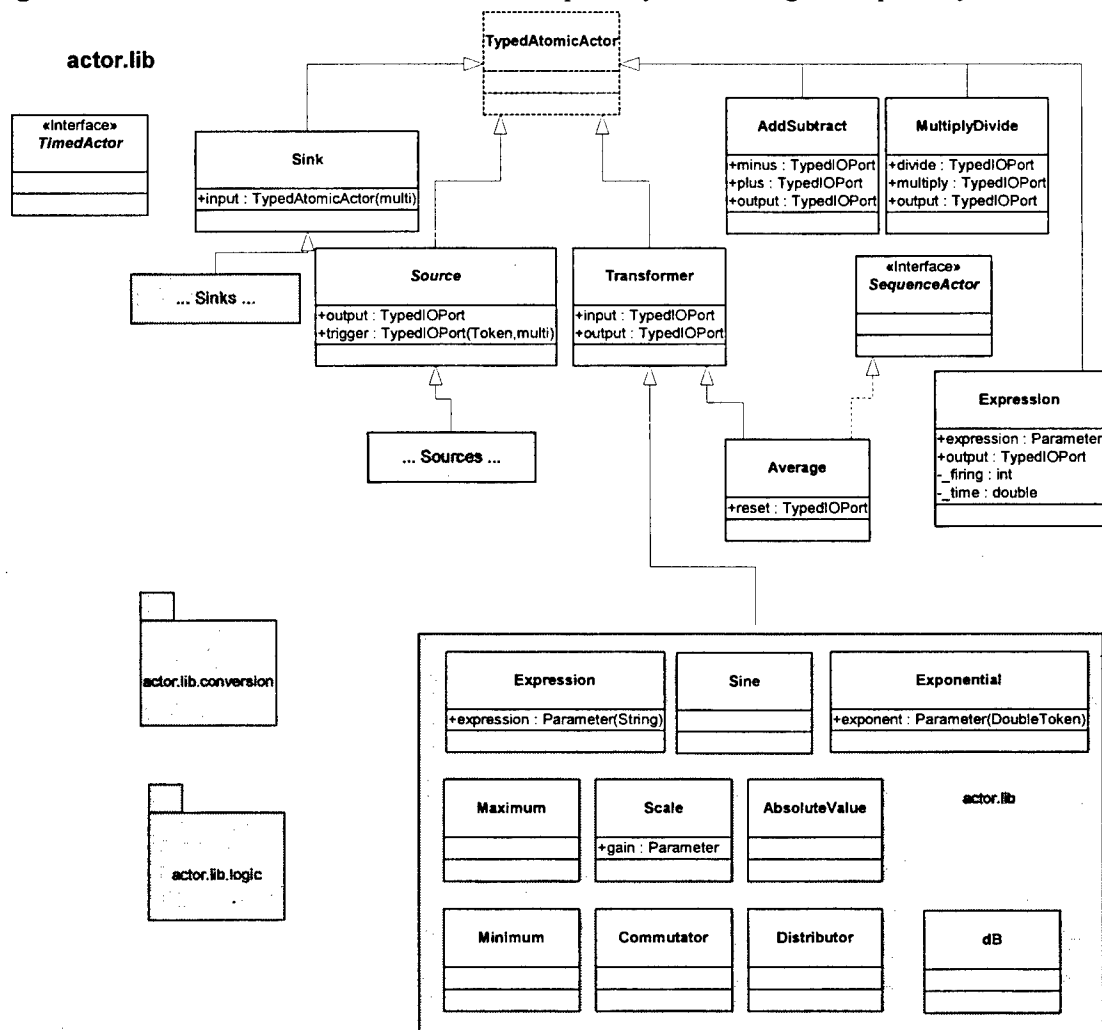 actor.lib
TypedAtomicActor
«Interface»
TimedActor
Sink
+input : TypedAtomicActor(multi)
AddSubtract
+minus : TypedIOPort
+plus : TypedIOPort
+output : TypedIOPort
MultiplyDivide
+divide : TypedIOPort
+multiply : TypedIOPort
+output : TypedIOPort
... Sinks ...
Source
+output : TypedIOPort
+trigger : TypedIOPort(Token,multi)
Transformer
+input : TypedIOPort
+output : TypedIOPort
«Interface»
SequenceActor
... Sources ...
Average
+reset : TypedIOPort
Expression
+expression : Parameter
+output : TypedIOPort
-_firing : int
-_time : double
actor.lib.conversion
actor.lib.logic
Expression
+expression : Parameter(String)
Sine
Exponential
+exponent : Parameter(DoubleToken)
Maximum
Scale
+gain : Parameter
AbsoluteValue
actor.lib
Minimum
Commutator
Distributor
dB